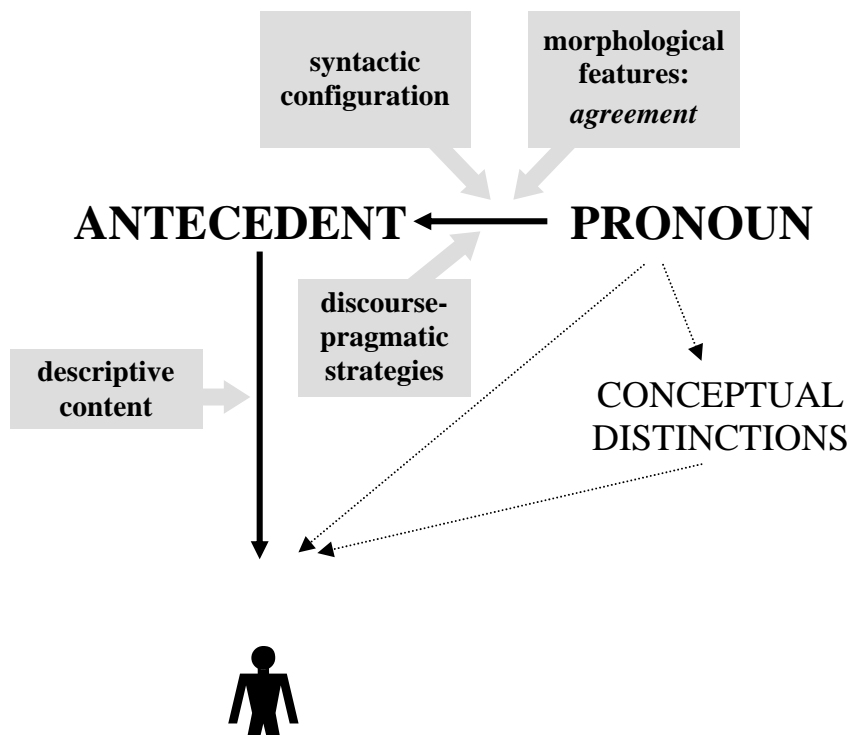 syntactic
configuration
morphological
features:
agreement
ANTECEDENT
PRONOUN
discourse-
pragmatic
strategies
descriptive
content
CONCEPTUAL
DISTINCTIONS